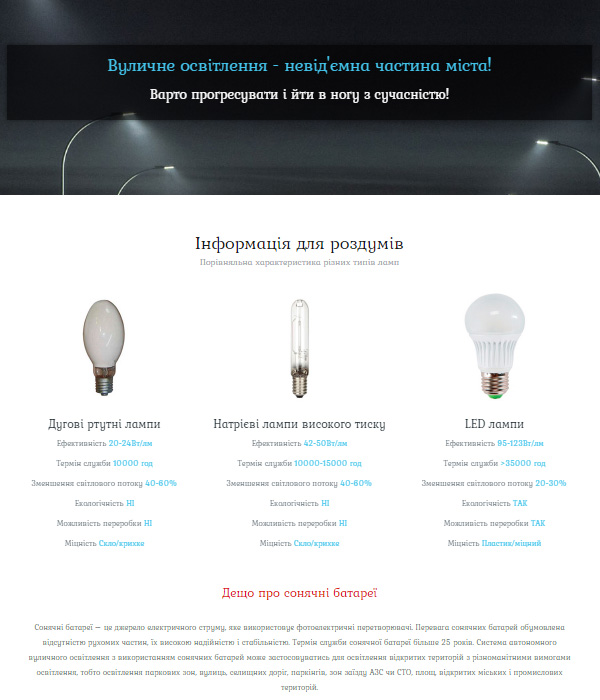 Вуличне освітлення - невід'ємна частина міста!
Варто прогресувати і йти в ногу з сучасністю!
Інформація для роздумів
Порівняльна характеристика різних типів ламп
Дугові ртутні лампи
Ефективність 20-24Вт/лм
Термін служби 10000 год
Зменшення світлового потоку 40-60%
Екологічність НІ
Можливість переробки НІ
Міцність Скло/крихке
Натрієві лампи високого тиску
Ефективність 42-50Вт/лм
Термін служби 10000-15000 год
Зменшення світлового потоку 40-60%
Екологічність НІ
Можливість переробки НІ
Міцність Скло/крихке
LED лампи
Ефективність 95-123Вт/лм
Термін служби >35000 год
Зменшення світлового потоку 20-30%
Екологічність ТАК
Можливість переробки ТАК
Міцність Пластик/міцний
Дещо про сонячні батареї
Сонячні батареї — це джерело електричного струму, яке використовує фотоелектричні перетворювачі. Перевага сонячних батарей обумовлена
відсутністю рухомих частин, їх високою надійністю і стабільністю. Термін служби сонячної батареї більше 25 років. Система автономного
вуличного освітлення з використанням сонячних батарей може застосовуватись для освітлення відкритих територій з різноманітними вимогами
освітлення, тобто освітлення паркових зон, вулиць, селищних доріг, паркінгів, зон заїзду АЗС чи СТО, площ, відкритих міських і промислових
територій.